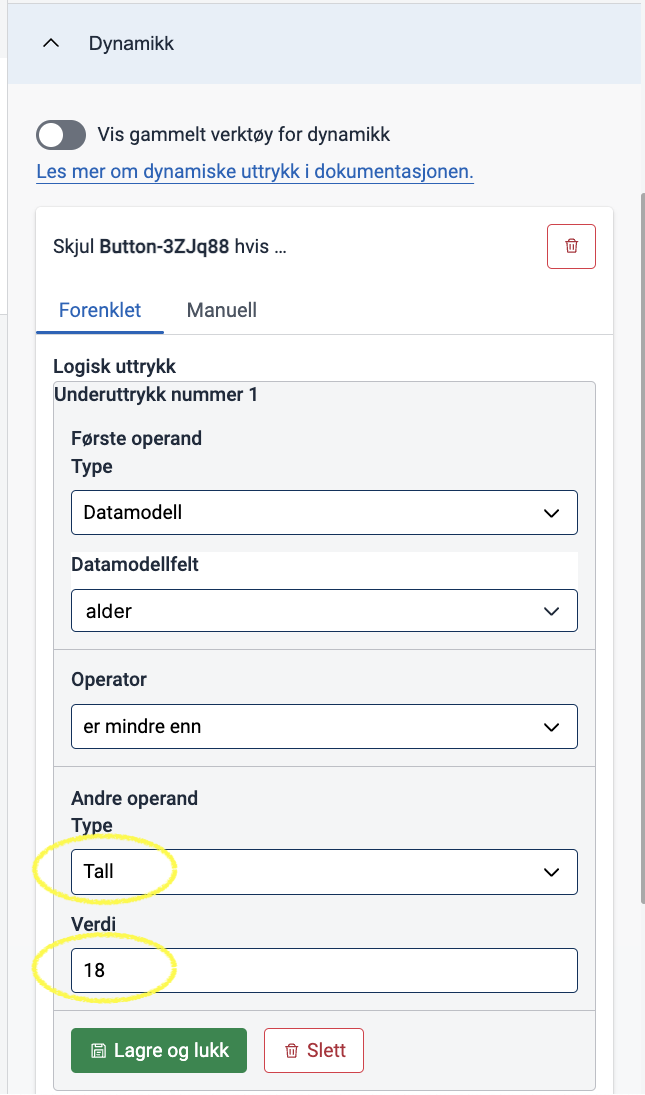 Dynamikk
Vis gammelt verktøy for dynamikk
Les mer om dynamiske uttrykk i dokumentasjonen.
Skjul Button-3ZJq88 hvis ...
Forenklet Manuell
Logisk uttrykk
Underuttrykk nummer 1
Første operand
Type
Datamodell
Datamodellfelt
alder
Operator
er mindre enn
Andre operand
Type
Tall
Verdi
18
Lagre og lukk Slett